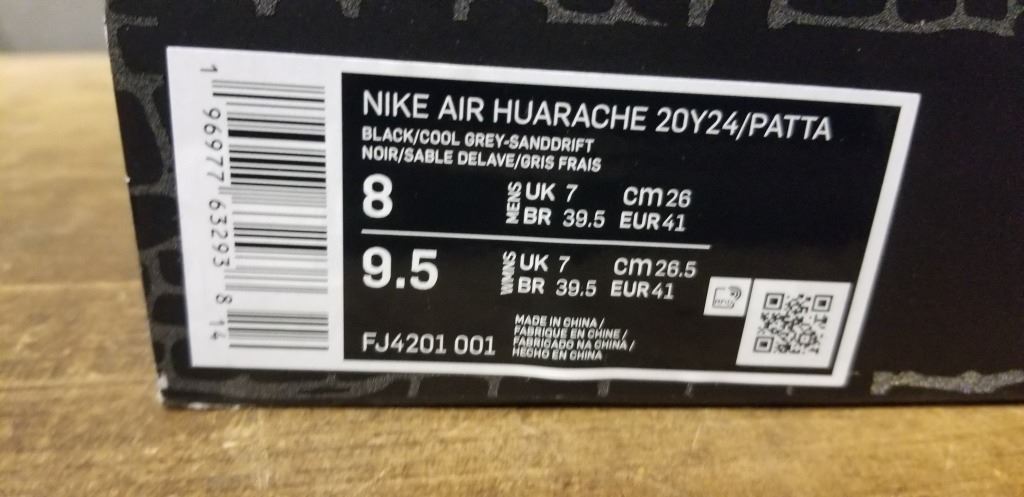 1 96977 63293 8 14
NIKE AIR HUARACHE 20Y24/PATTA
BLACK/COOL GREY-SANDDRIFT
NOIR/SABLE DELAVE/GRIS FRAIS
8 MENS UK 7 cm 26
BR 39.5 EUR 41
9.5 WMNS UK 7 cm 26.5
BR 39.5 EUR 41
FJ4201 001
MADE IN CHINA /
FABRIQUE EN CHINE /
FABRICADO NA CHINA /
HECHO EN CHINA